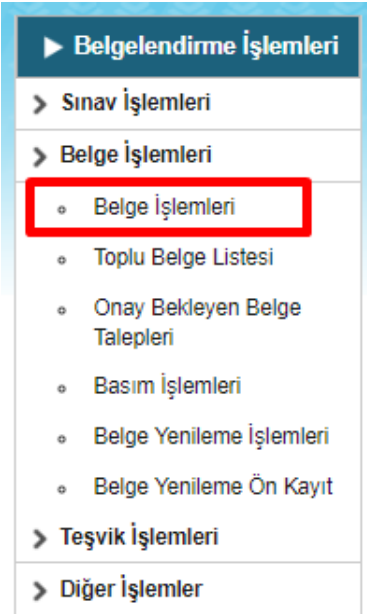 Belgelendirme İşlemleri
Sınav İşlemleri
Belge İşlemleri
Belge İşlemleri
Toplu Belge Listesi
Onay Bekleyen Belge
Talepleri
Basım İşlemleri
Belge Yenileme İşlemleri
Belge Yenileme Ön Kayıt
Teşvik İşlemleri
Diğer İşlemler